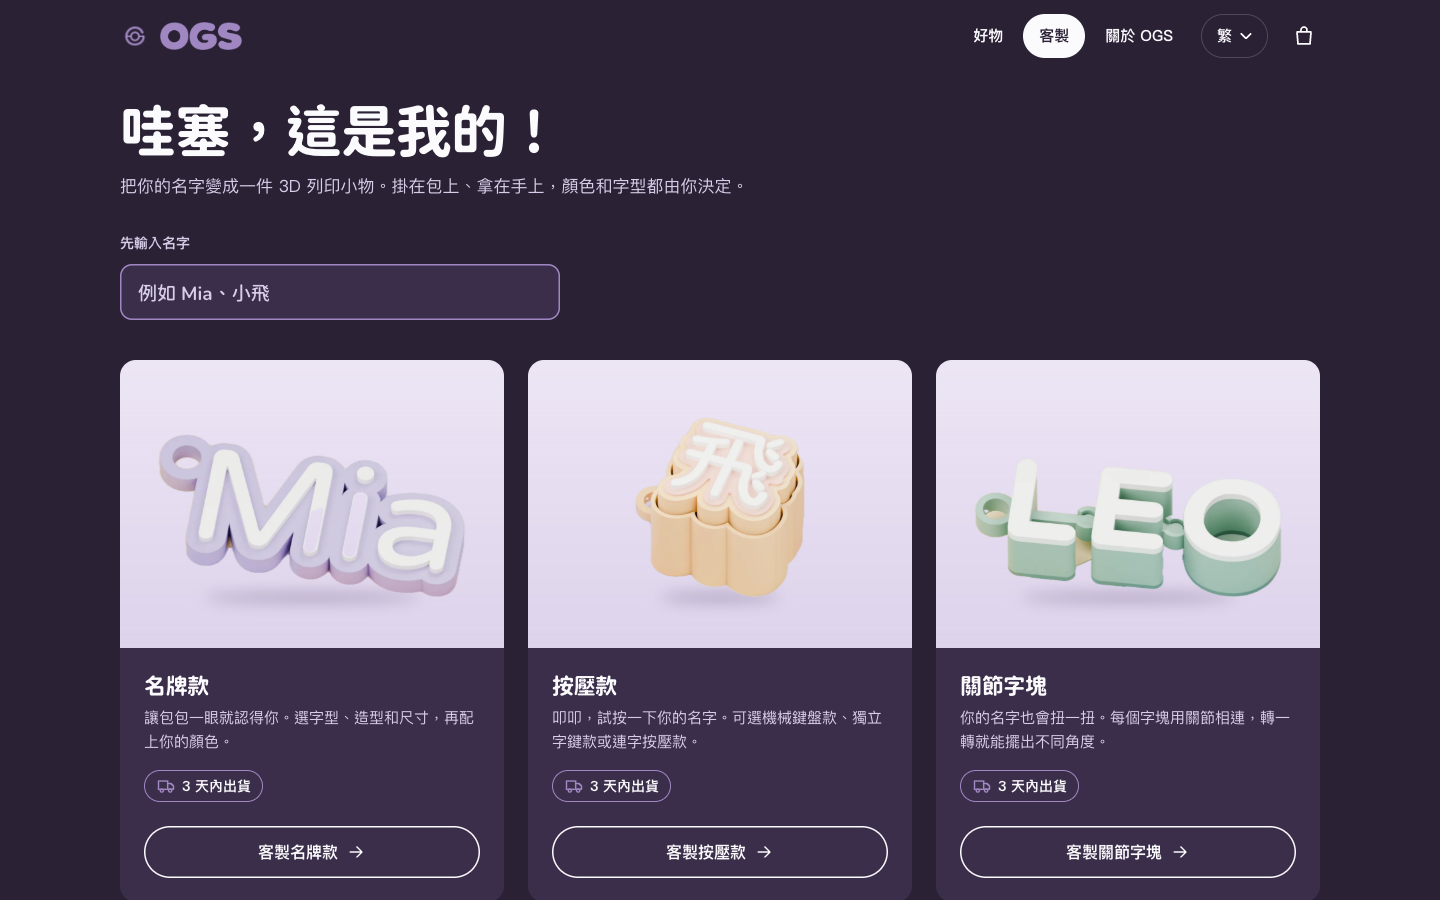 OGS
好物
客製
關於 OGS
繁
哇塞，這是我的！
把你的名字變成一件 3D 列印小物。掛在包上、拿在手上，顏色和字型都由你決定。
先輸入名字
例如 Mia、小飛
Mia
飛
LEO
名牌款
讓包包一眼就認得你。選字型、造型和尺寸，再配
上你的顏色。
3 天內出貨
客製名牌款
按壓款
叩叩，試按一下你的名字。可選機械鍵盤款、獨立
字鍵款或連字按壓款。
3 天內出貨
客製按壓款
關節字塊
你的名字也會扭一扭。每個字塊用關節相連，轉一
轉就能擺出不同角度。
3 天內出貨
客製關節字塊